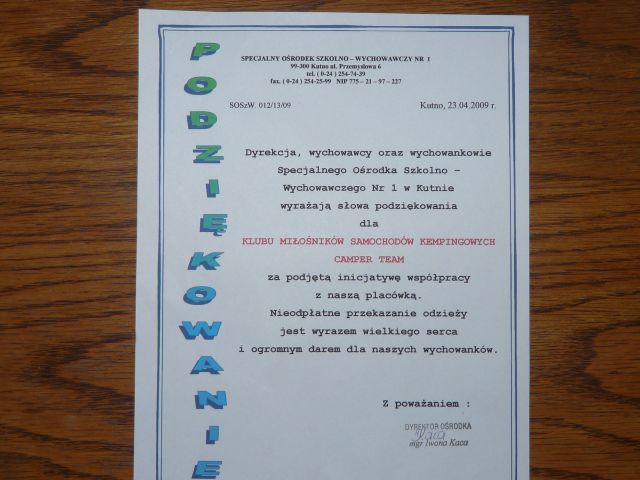 PODZIĘKOWANIE
SPECJALNY OŚRODEK SZKOLNO – WYCHOWAWCZY NR 1
99-300 Kutno ul. Przemysłowa 6
tel. ( 0-24 ) 254-74-39
fax. ( 0-24 ) 254-25-99 NIP 775 – 21 – 97 – 227
SOSzW. 012/13/09 Kutno, 23.04.2009 r.
Dyrekcja, wychowawcy oraz wychowankowie
Specjalnego Ośrodka Szkolno –
Wychowawczego Nr 1 w Kutnie
wyrażają słowa podziękowania
dla
KLUBU MIŁOŚNIKÓW SAMOCHODÓW KEMPINGOWYCH
CAMPER TEAM
za podjętą inicjatywę współpracy
z naszą placówką.
Nieodpłatne przekazanie odzieży
jest wyrazem wielkiego serca
i ogromnym darem dla naszych wychowanków.
Z poważaniem :
DYREKTOR OŚRODKA
mgr Iwona Kaca